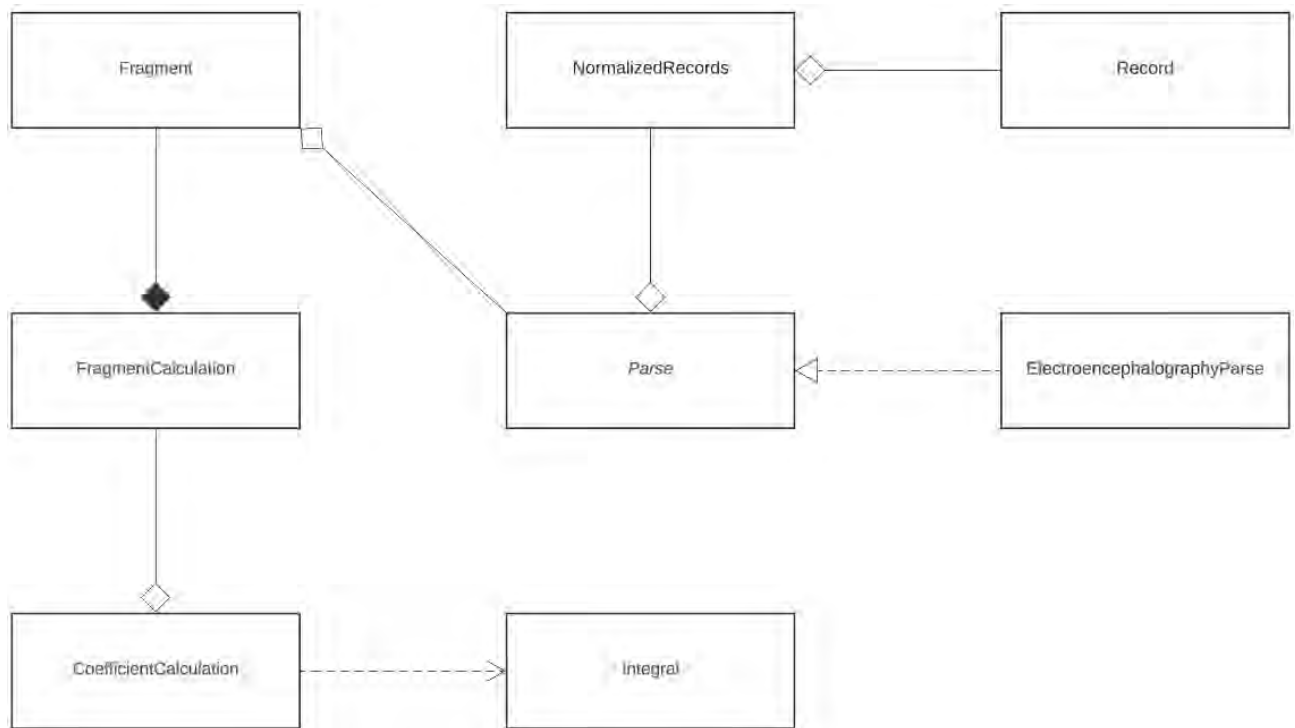 Fragment
NormalizedRecords
Record
FragmentCalculation
Parse
ElectroencephalographyParse
CoefficientCalculation
Integral